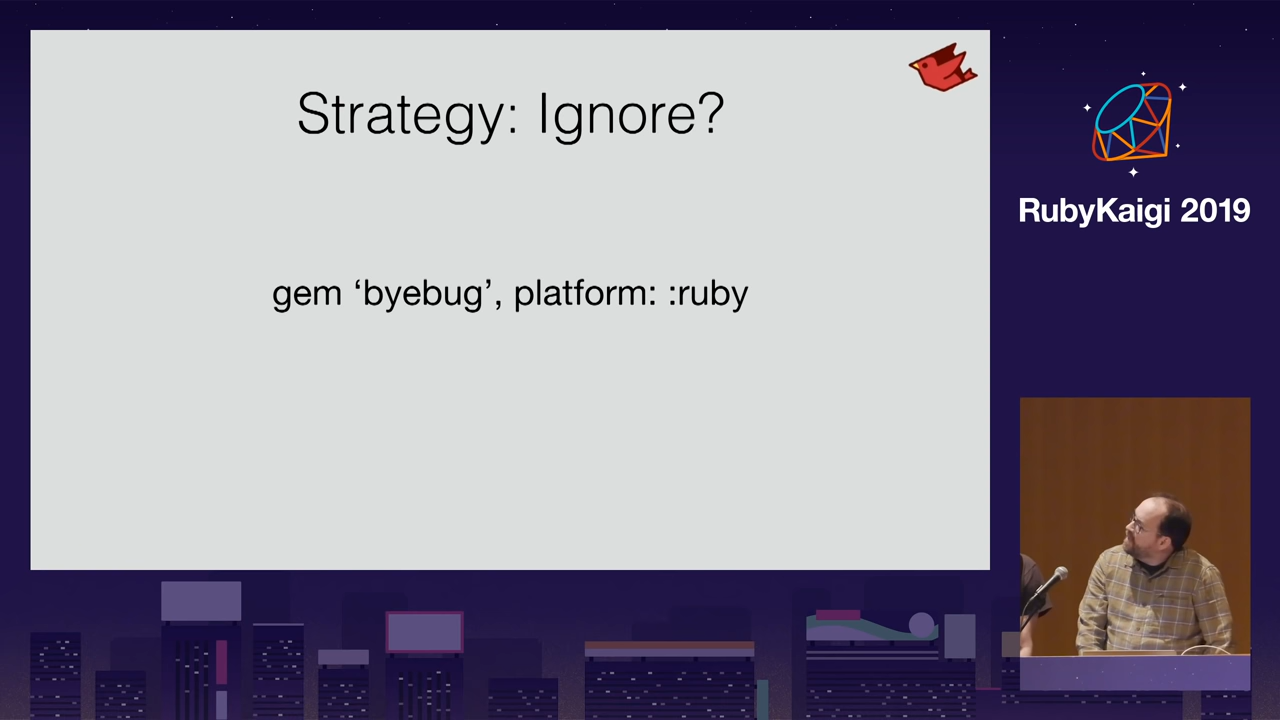 Strategy: Ignore?
gem ‘byebug’, platform: :ruby
RubyKaigi 2019